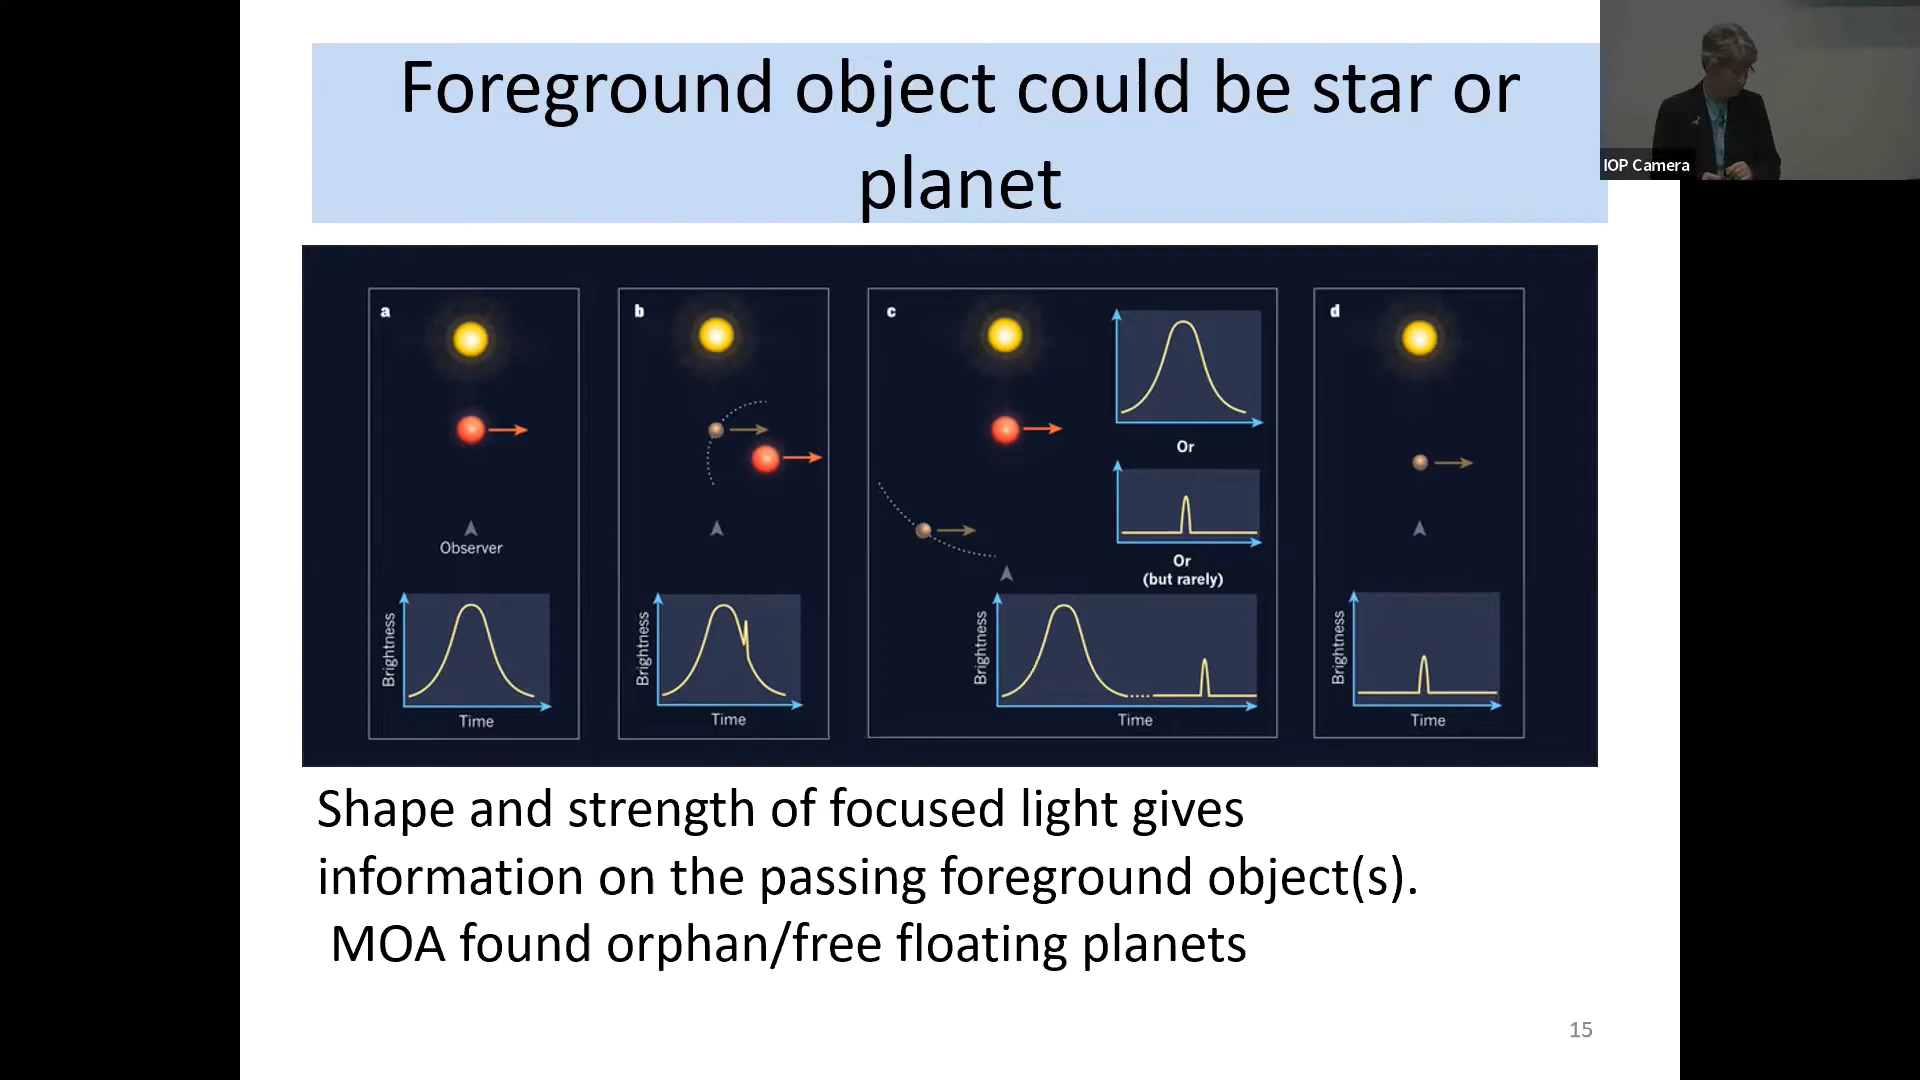 Foreground object could be star or
planet
IOP Camera
a
Observer
Brightness
Time
b
Brightness
Time
c
Or
Or
(but rarely)
Brightness
Time
d
Brightness
Time
Shape and strength of focused light gives
information on the passing foreground object(s).
MOA found orphan/free floating planets
15